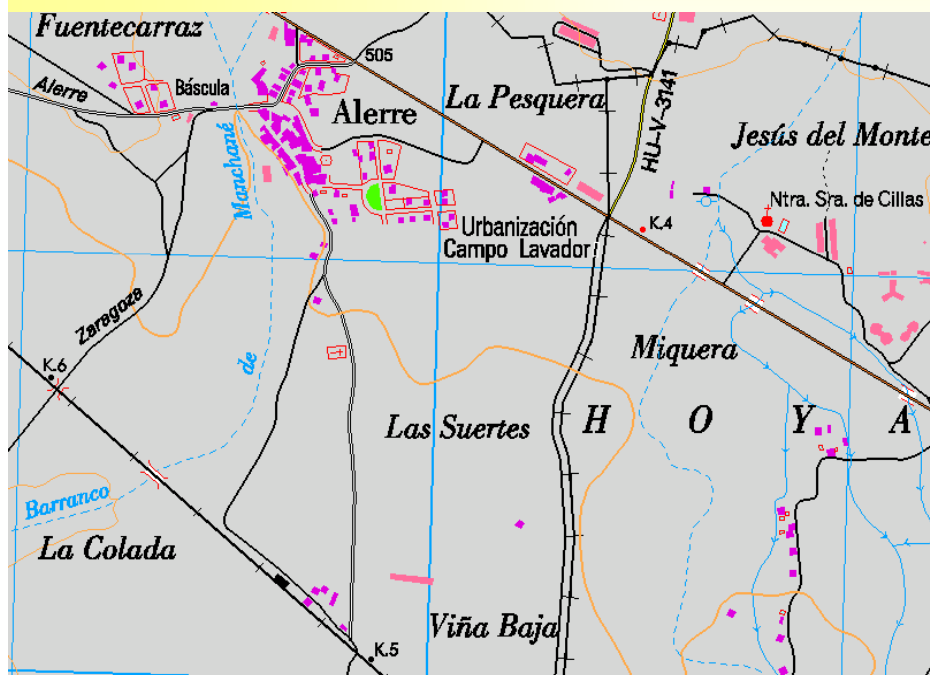 Fuentecarraz
505
Alerre
Báscula
Alerre
La Pesquera
HU-V-3141
Jesús del Monte
Manchané
Ntra. Sra. de Cillas
Urbanización
Campo Lavador
K.4
Zaragoza
de
Miquera
K.6
Las Suertes
H O Y A
Barranco
La Colada
Viña Baja
K.5